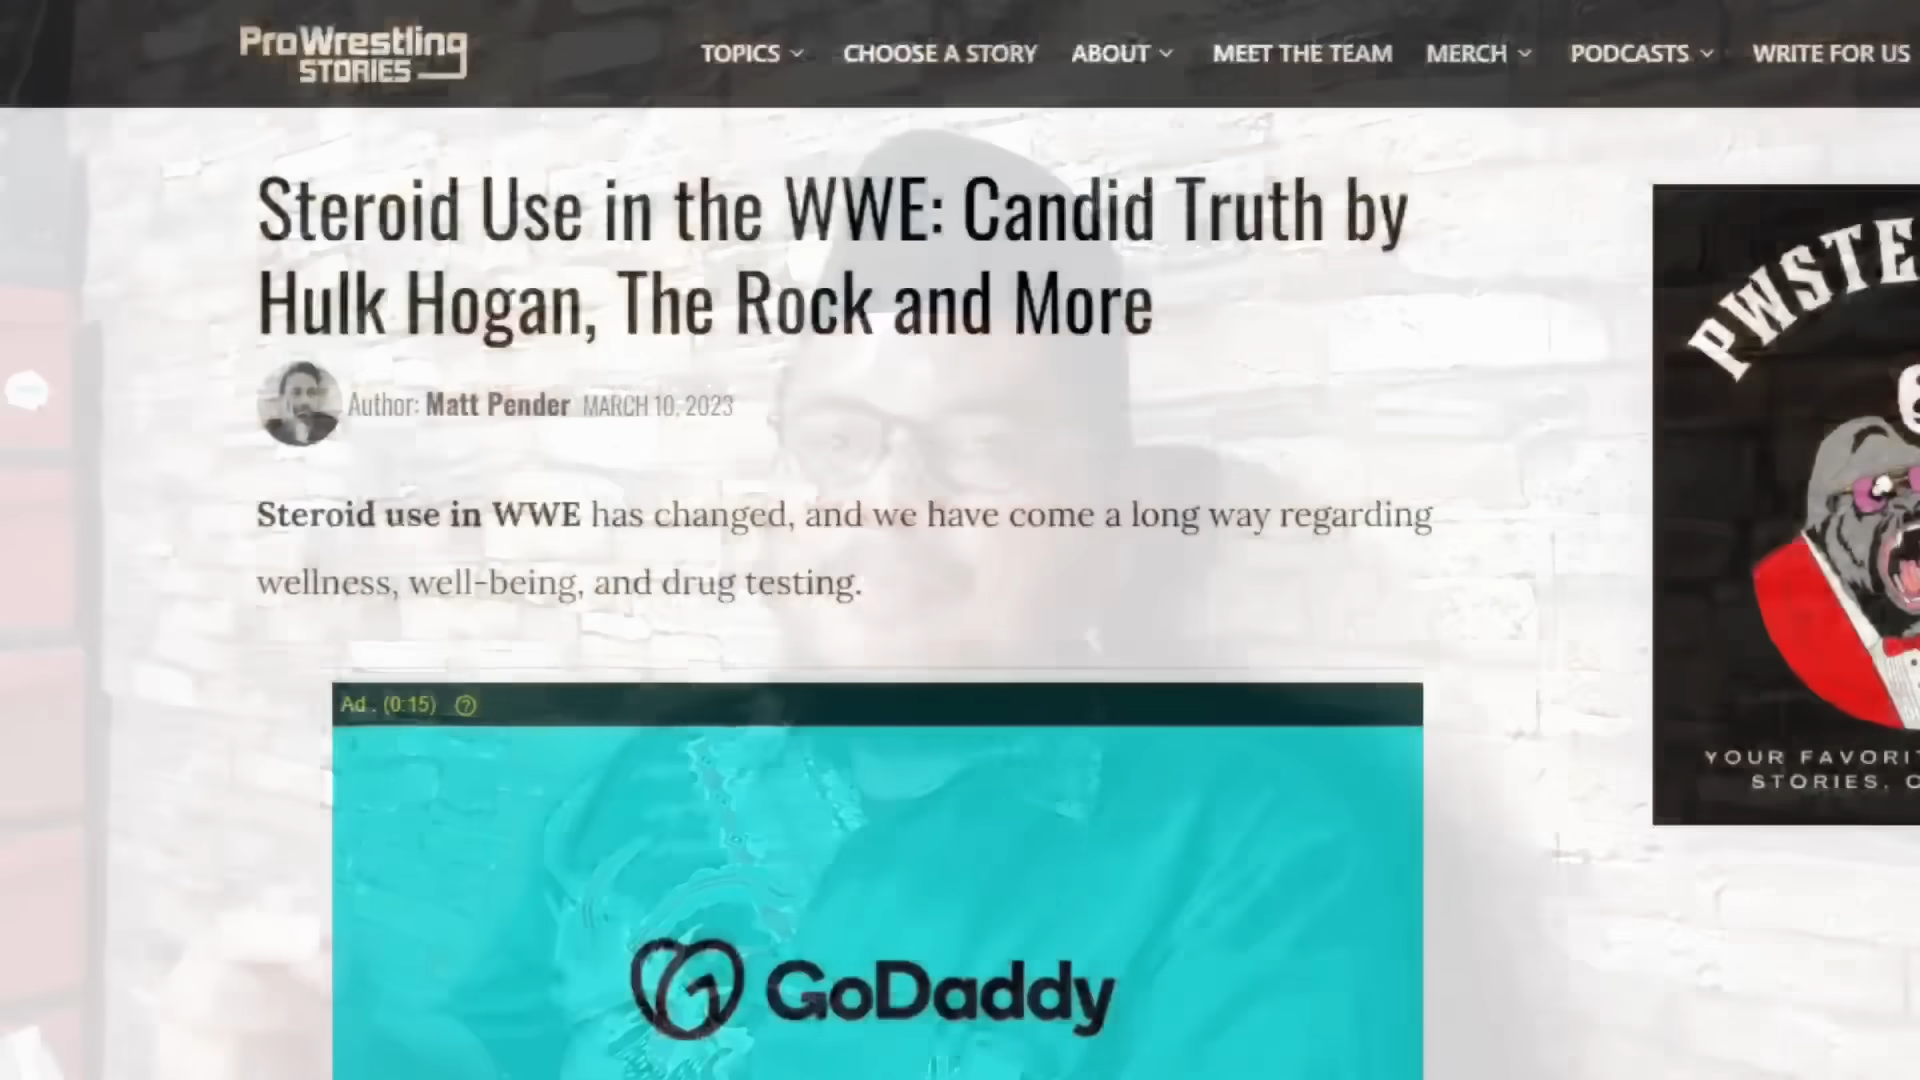 ProWrestling
STORIES
TOPICS
CHOOSE A STORY
ABOUT
MEET THE TEAM
MERCH
PODCASTS
WRITE FOR US
Steroid Use in the WWE: Candid Truth by
Hulk Hogan, The Rock and More
Author: Matt Pender MARCH 10, 2023
Steroid use in WWE has changed, and we have come a long way regarding
wellness, well-being, and drug testing.
Ad . (0:15) ?
GoDaddy
PWSTE
YOUR FAVORIT
STORIES,